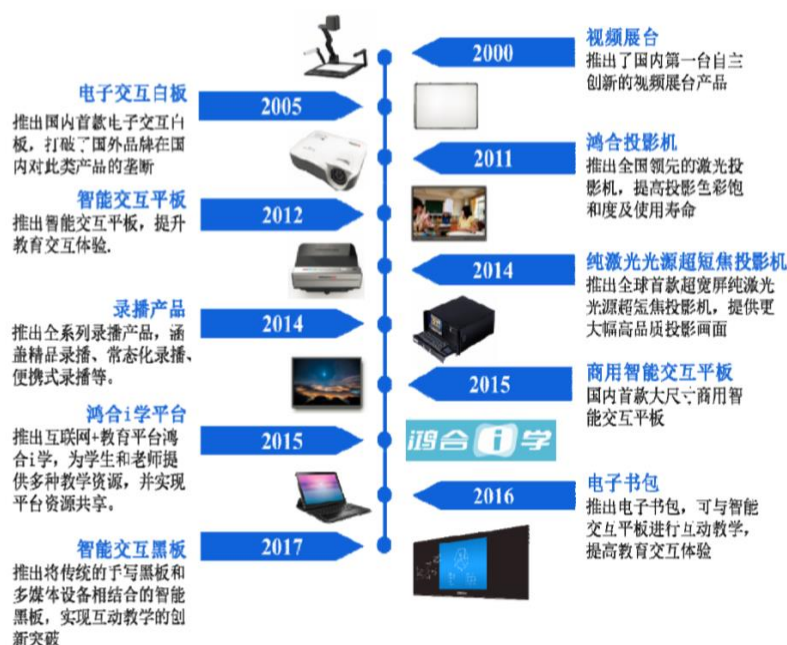 2000
视频展台
推出了国内第一台自主
创新的视频展台产品
电子交互白板
2005
推出国内首款电子交互白
板，打破了国外品牌在国
内对此类产品的垄断
2011
鸿合投影机
推出全国领先的激光投
影机，提高投影色彩饱
和度及使用寿命
智能交互平板
2012
推出智能交互平板，提升
教育交互体验.
2014
纯激光光源超短焦投影机
推出全球首款超宽屏纯激光
光源超短焦投影机，提供更
大幅高品质投影画面
录播产品
2014
推出全系列录播产品，涵
盖精品录播、常态化录播、
便携式录播等。
2015
商用智能交互平板
国内首款大尺寸商用智
能交互平板
鸿合i学平台
2015
推出互联网+教育平台鸿
合i学，为学生和老师提
供多种教学资源，并实现
平台资源共享。
鸿合i学
2016
电子书包
推出电子书包，可与智能
交互平板进行互动教学，
提高教育交互体验
智能交互黑板
2017
推出将传统的手写黑板和
多媒体设备相结合的智能
黑板，实现互动教学的创
新突破